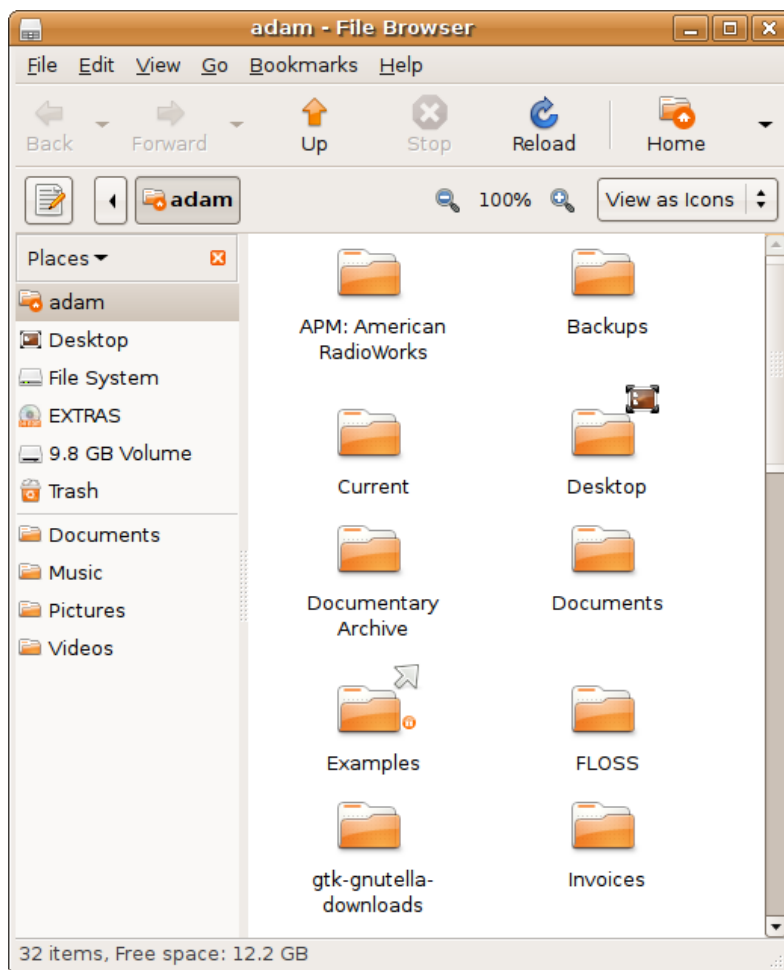 adam - File Browser
File Edit View Go Bookmarks Help
Back Forward Up Stop Reload Home
adam 100% View as Icons
Places
adam
Desktop
File System
EXTRAS
9.8 GB Volume
Trash
Documents
Music
Pictures
Videos
APM: American
RadioWorks
Backups
Current
Desktop
Documentary
Archive
Documents
Examples
FLOSS
gtk-gnutella-
downloads
Invoices
32 items, Free space: 12.2 GB